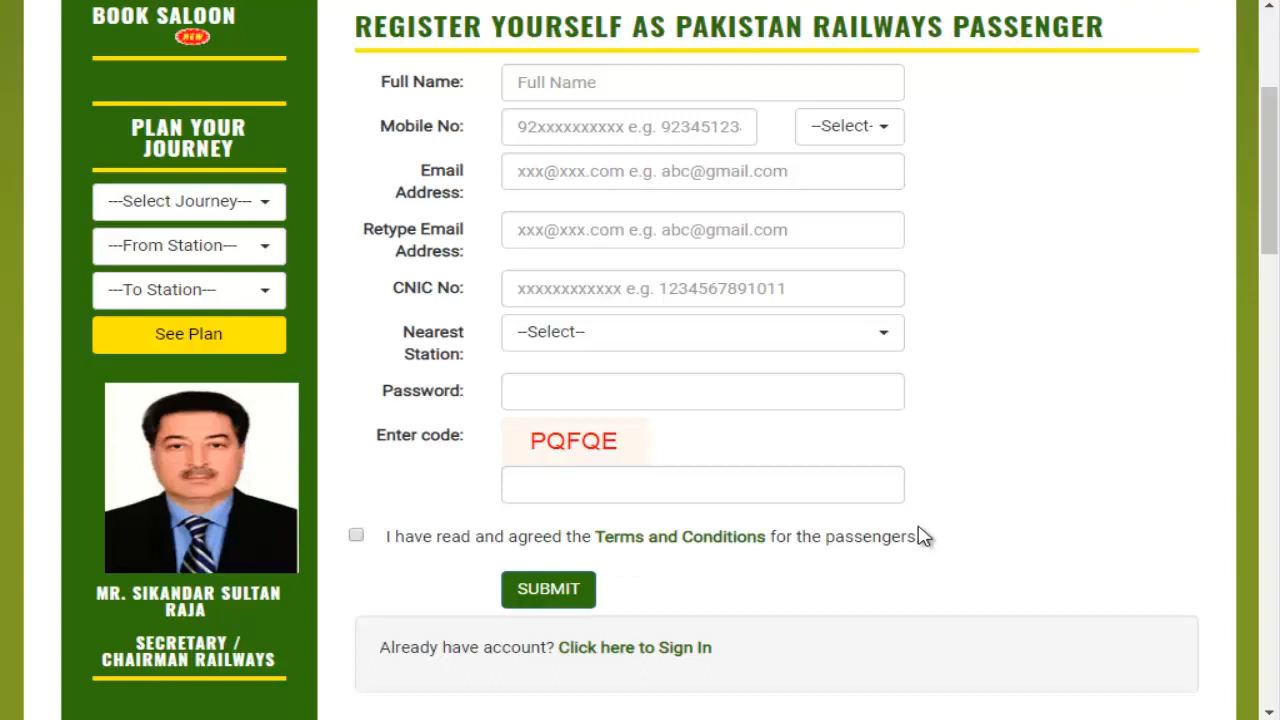 BOOK SALOON
NEW
PLAN YOUR
JOURNEY
---Select Journey---
---From Station---
---To Station---
See Plan
MR. SIKANDAR SULTAN
RAJA
SECRETARY /
CHAIRMAN RAILWAYS
REGISTER YOURSELF AS PAKISTAN RAILWAYS PASSENGER
Full Name: Full Name
Mobile No: 92xxxxxxxxxx e.g. 92345123 --Select-
Email
Address: xxx@xxx.com e.g. abc@gmail.com
Retype Email
Address: xxx@xxx.com e.g. abc@gmail.com
CNIC No: xxxxxxxxxxxx e.g. 1234567891011
Nearest
Station: --Select--
Password:
Enter code: PQFQE
I have read and agreed the Terms and Conditions for the passengers
SUBMIT
Already have account? Click here to Sign In